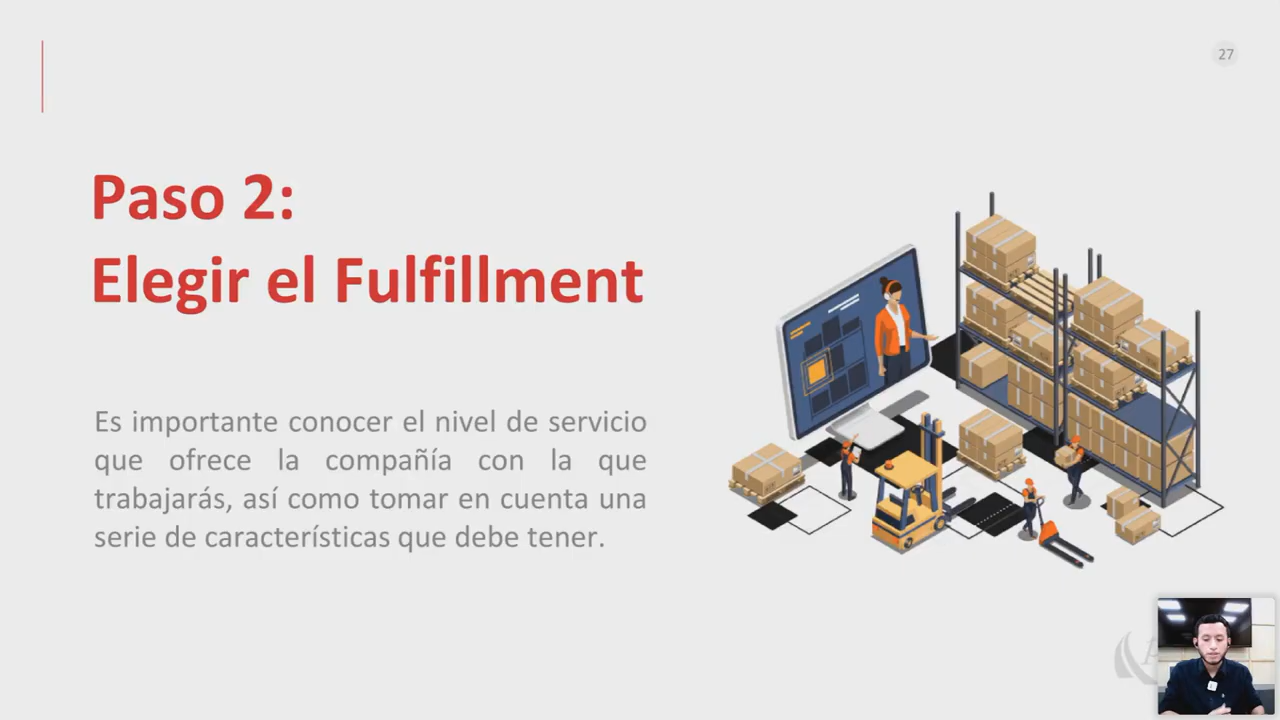 27
Paso 2:
Elegir el Fulfillment
Es importante conocer el nivel de servicio
que ofrece la compañía con la que
trabajarás, así como tomar en cuenta una
serie de características que debe tener.